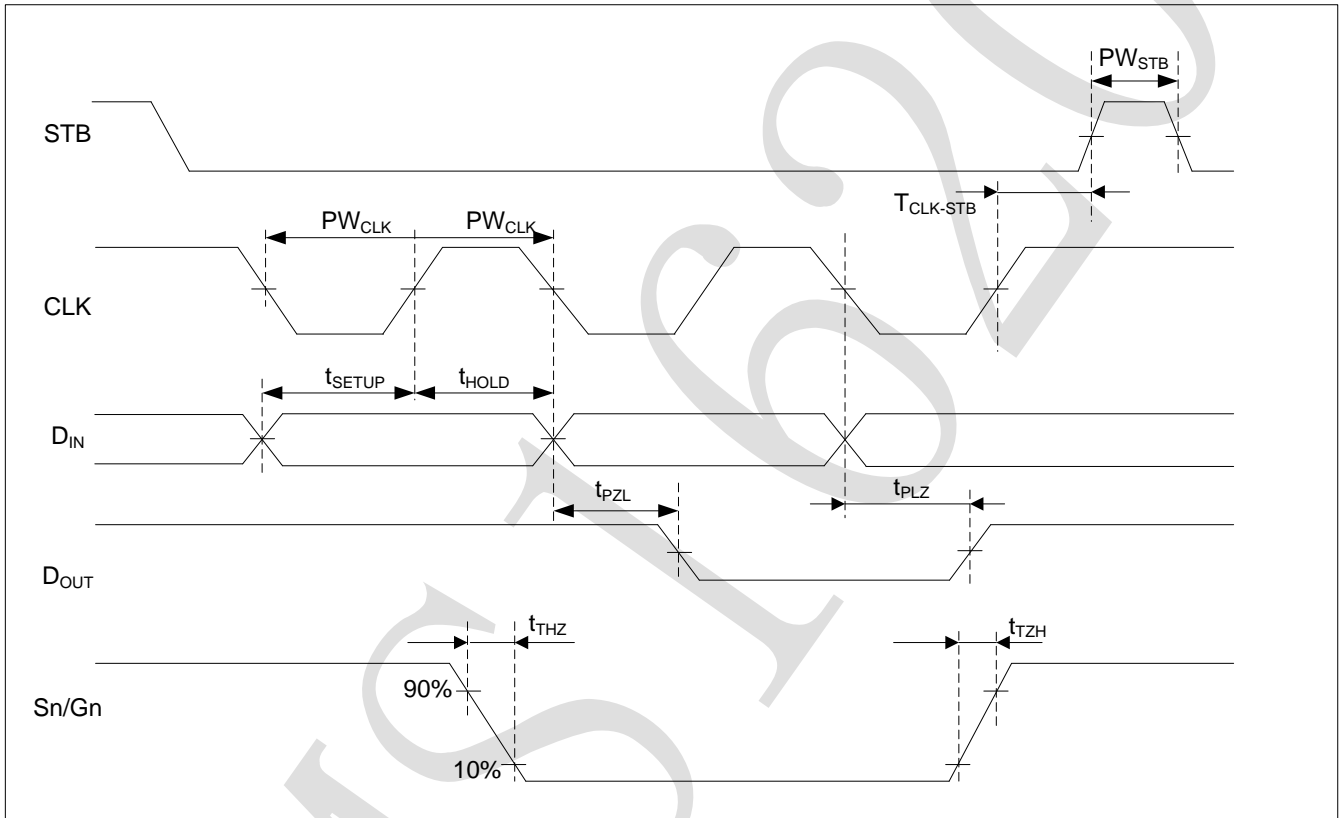 PW_STB
STB
T_CLK-STB
PW_CLK PW_CLK
CLK
t_SETUP t_HOLD
D_IN
t_PZL t_PLZ
D_OUT
t_THZ t_TZH
90%
Sn/Gn
10%